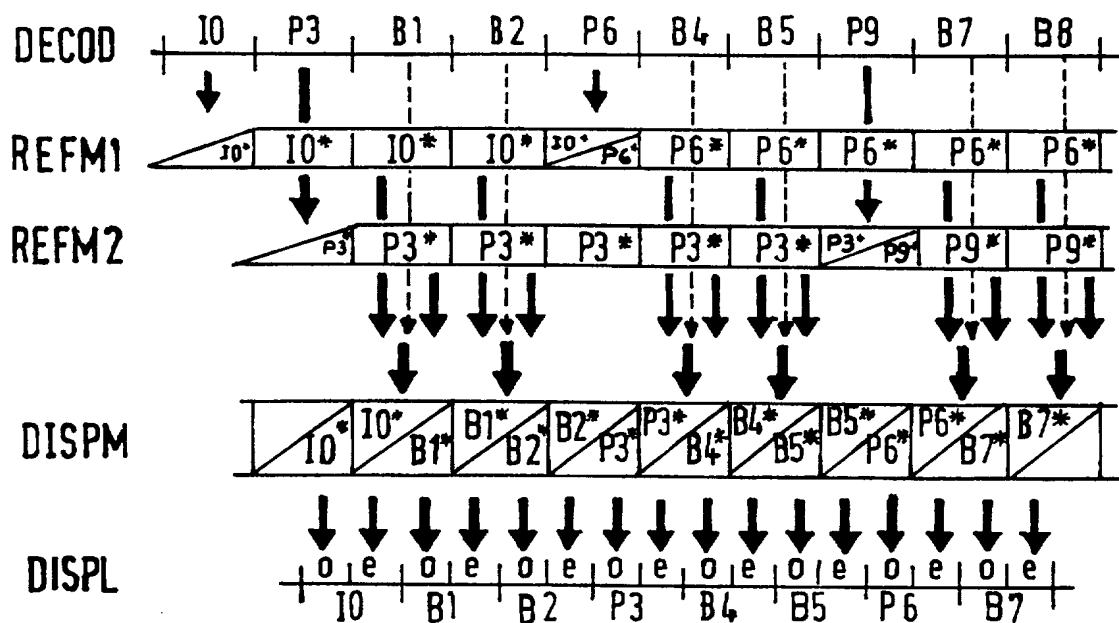 DECOD I0 P3 B1 B2 P6 B4 B5 P9 B7 B8
REFM1 I0* I0* I0* I0* I0* P6* P6* P6* P6* P6* P6*
REFM2 P3* P3* P3* P3* P3* P3* P3* P9* P9* P9*
DISPM I0* I0* B1* B1* B2* B2* P3* P3* B4* B4* B5* B5* P6* P6* B7* B7*
DISPL o e o e o e o e o e o e o e o e
I0 B1 B2 P3 B4 B5 P6 B7